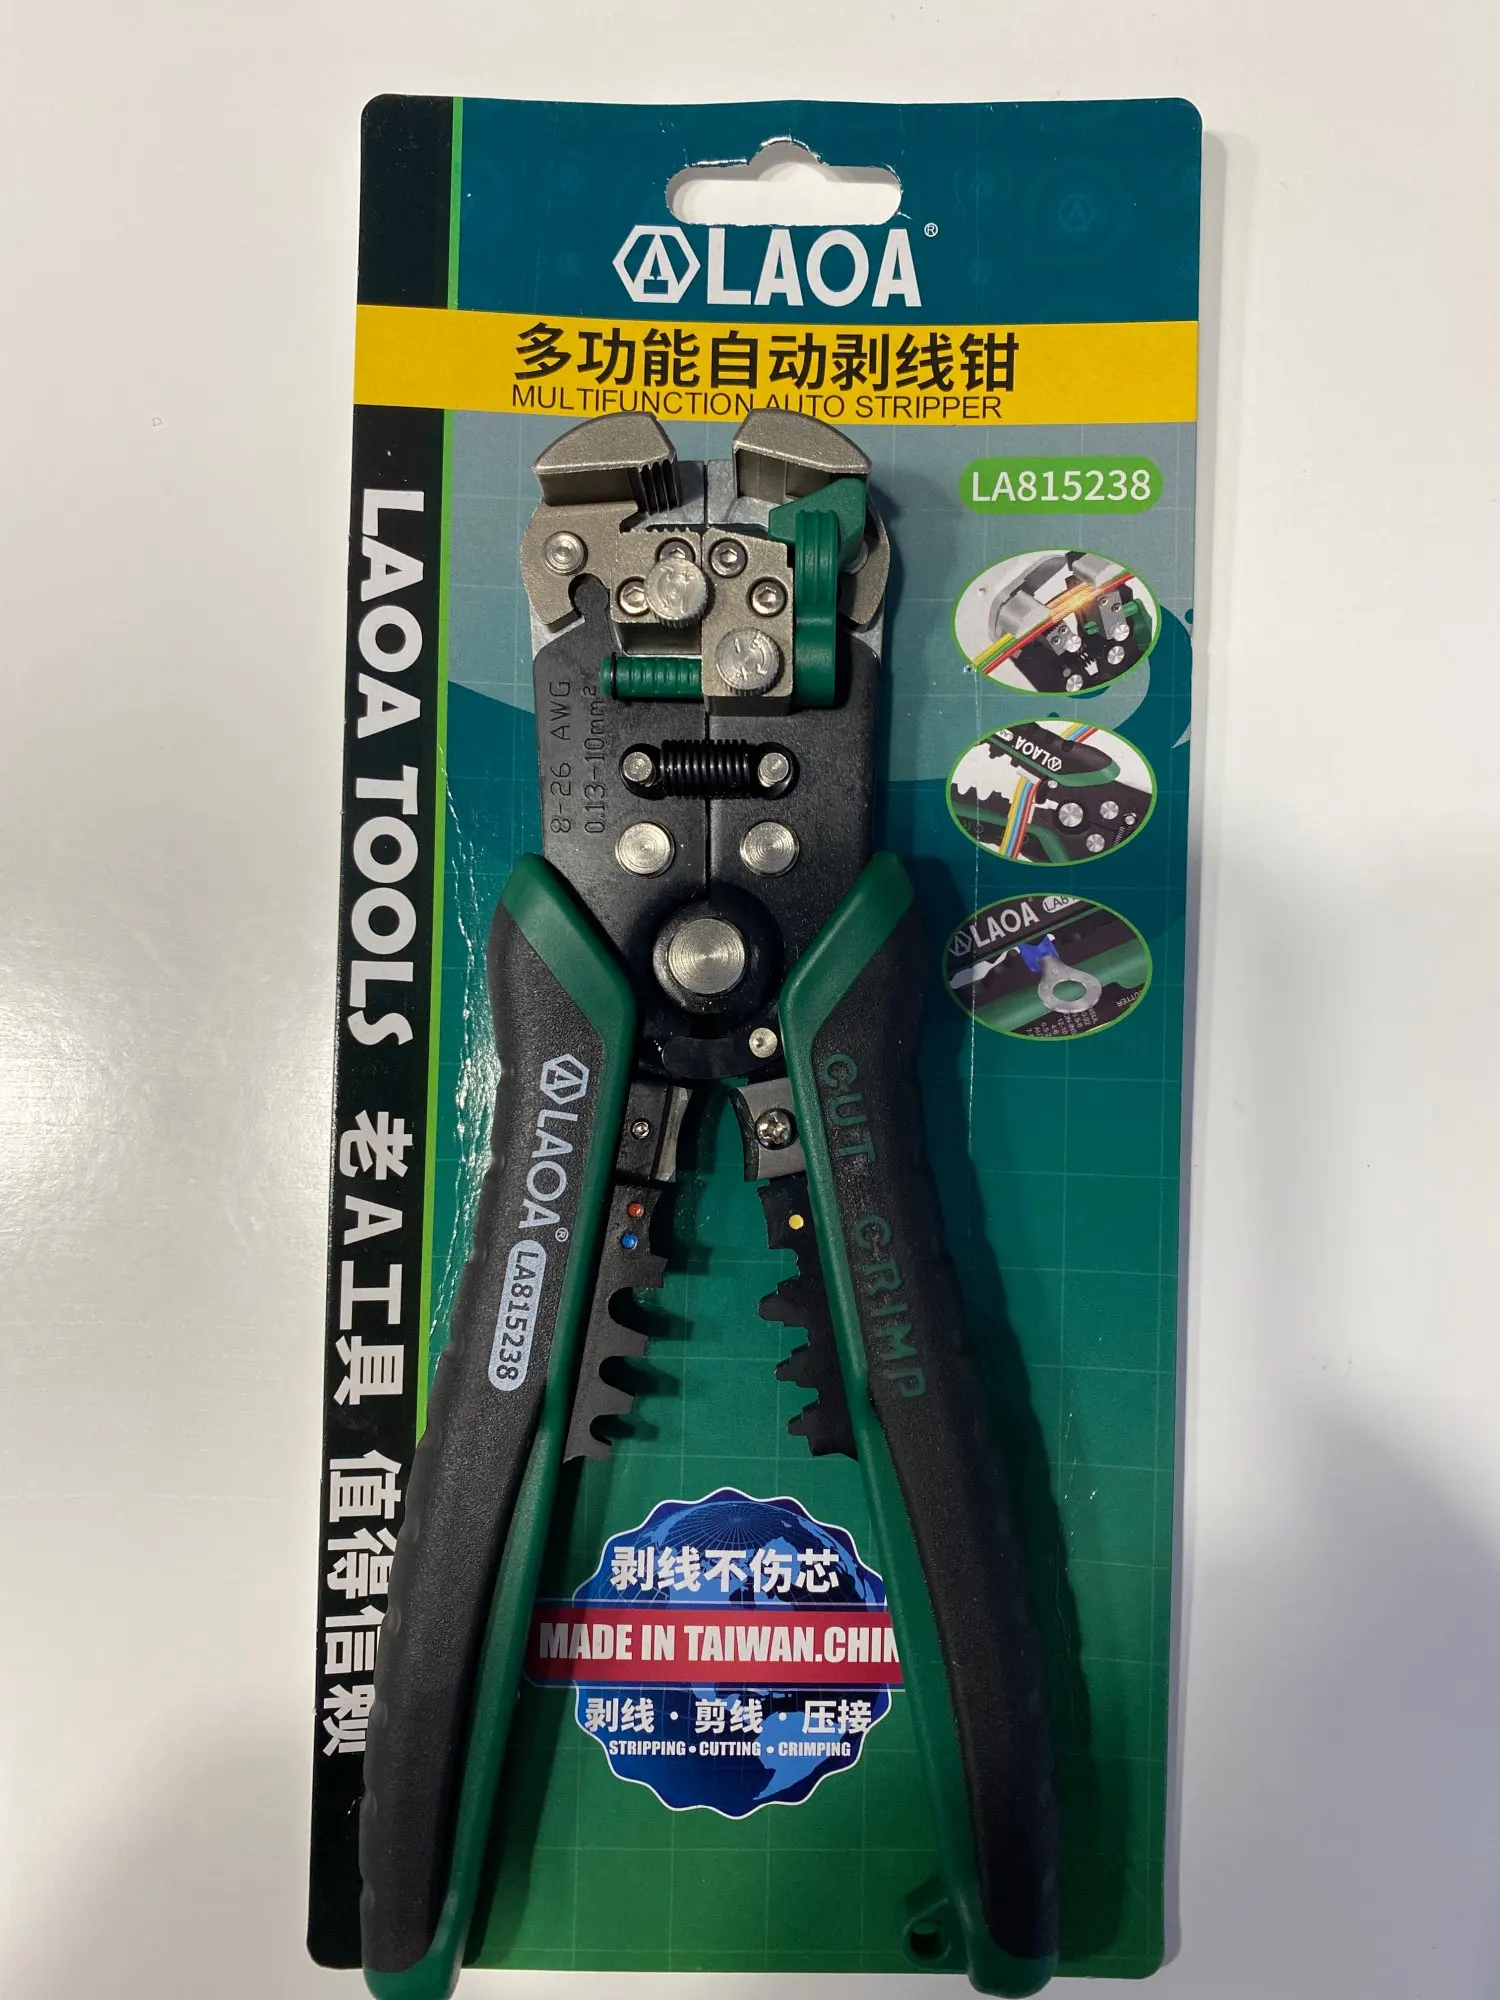 LAOA®
多功能自动剥线钳
MULTIFUNCTION AUTO STRIPPER
LA815238
LAOA TOOLS 老A工具 值得信赖
8-26 AWG
0.13-10mm²
LAOA
LAOA
LAOA® LA815238
CUT CRIMP
剥线不伤芯
MADE IN TAIWAN.CHIN
剥线·剪线·压接
STRIPPING•CUTTING•CRIMPING